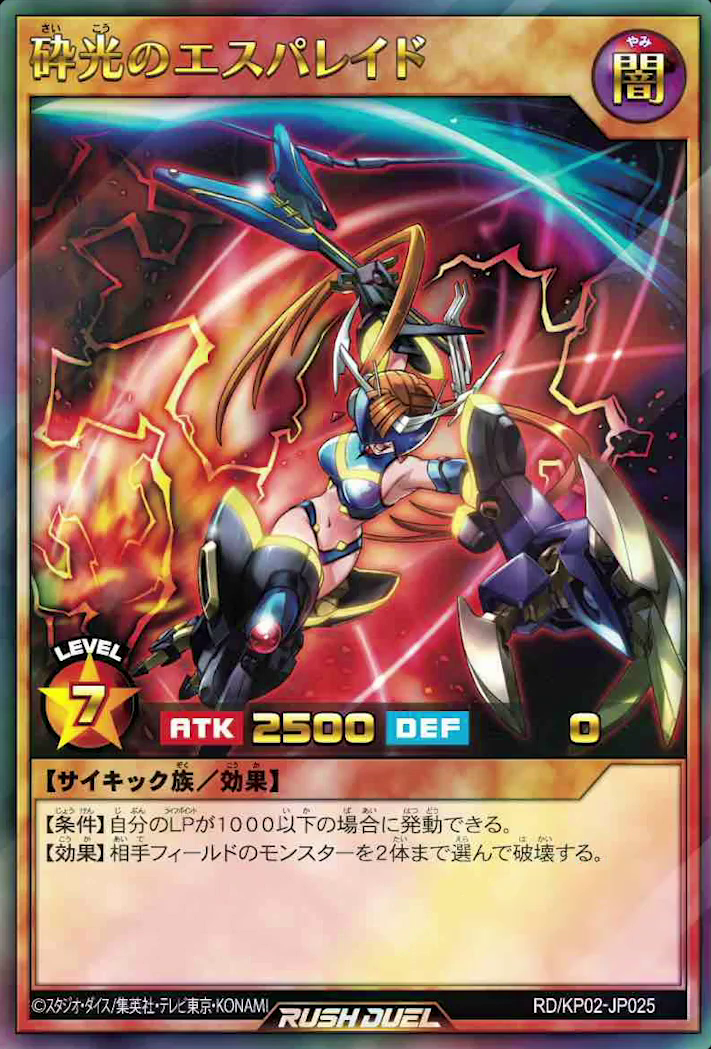 砕光のエスパレイド
闇
LEVEL
7
ATK 2500 DEF 0
【サイキック族／効果】
【条件】自分のLPが1000以下の場合に発動できる。
【効果】相手フィールドのモンスターを2体まで選んで破壊する。
©スタジオ・ダイス/集英社・テレビ東京・KONAMI
RUSH DUEL
RD/KP02-JP025